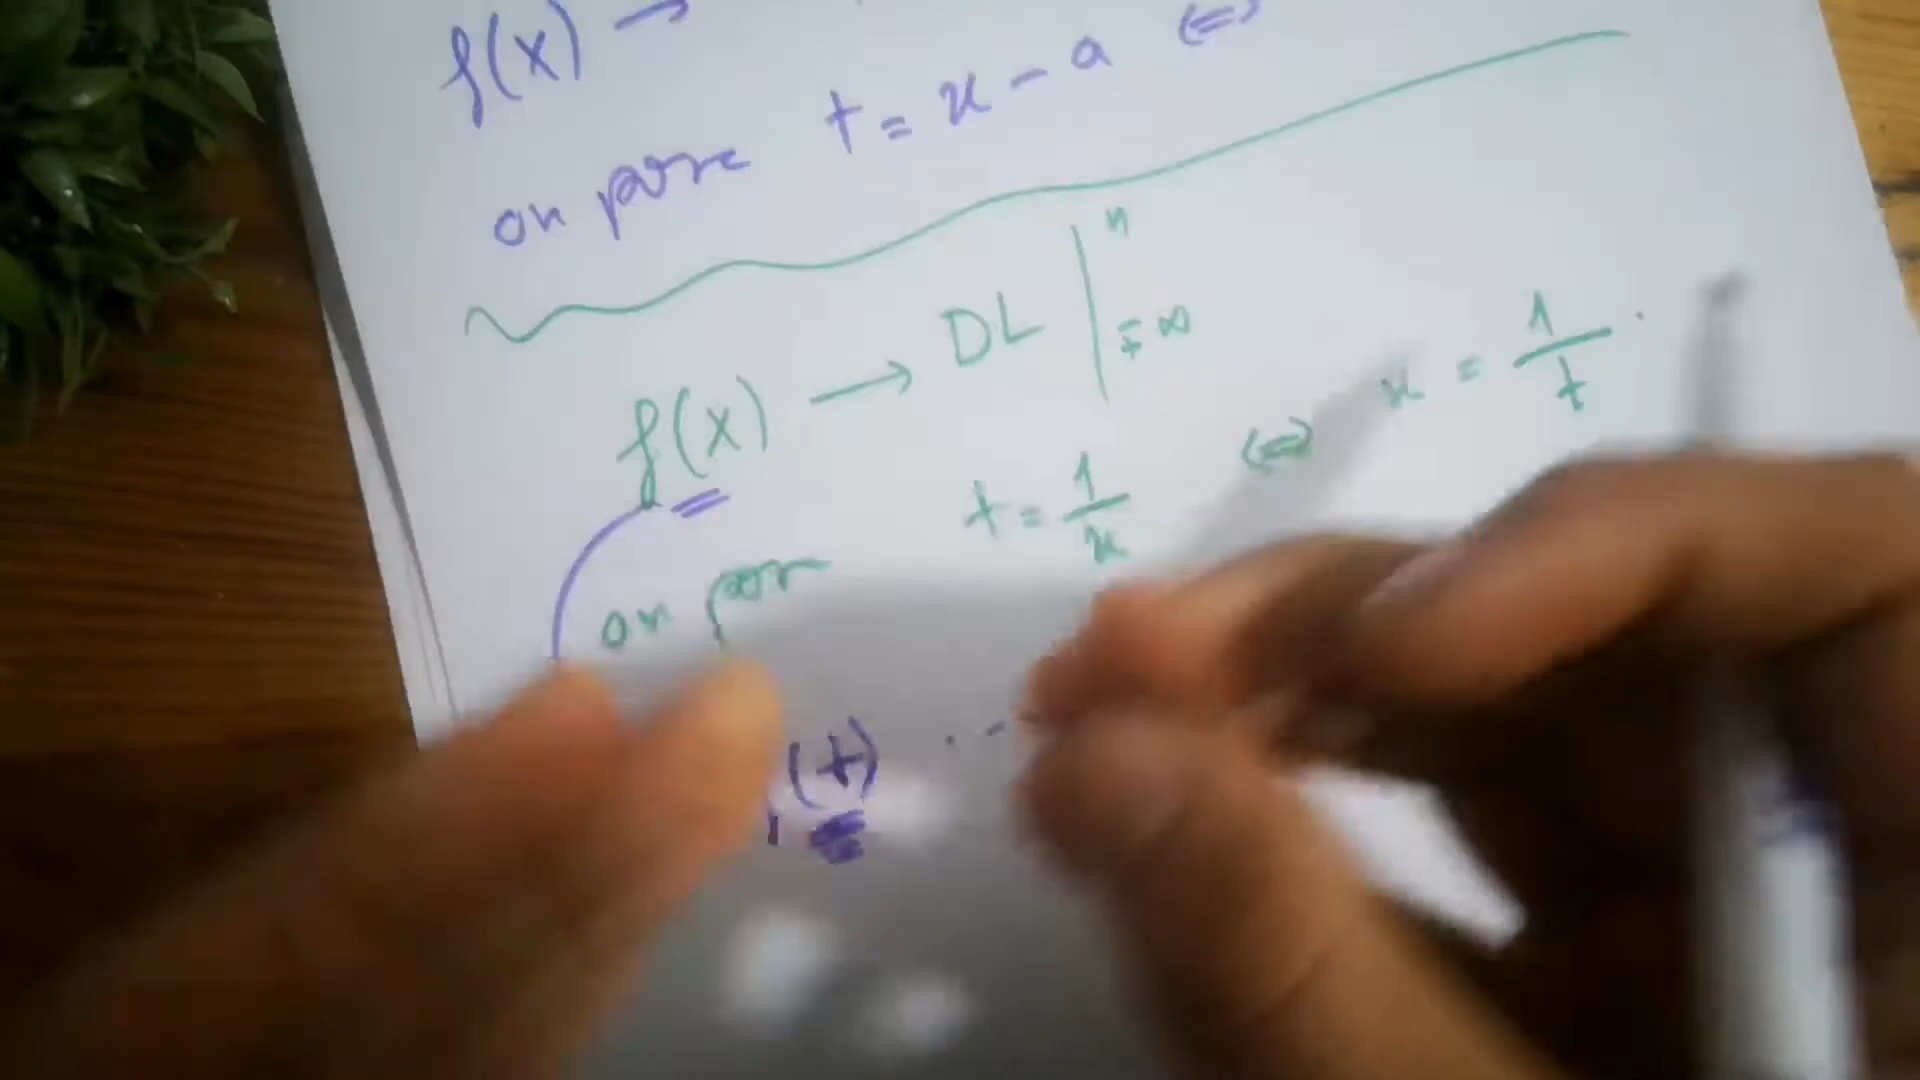 f(x) →
on pose t = x - a ⇔
f(x) → DL |ⁿ ∓∞
on pose t = 1/x ⇔ x = 1/t .
(t) . -